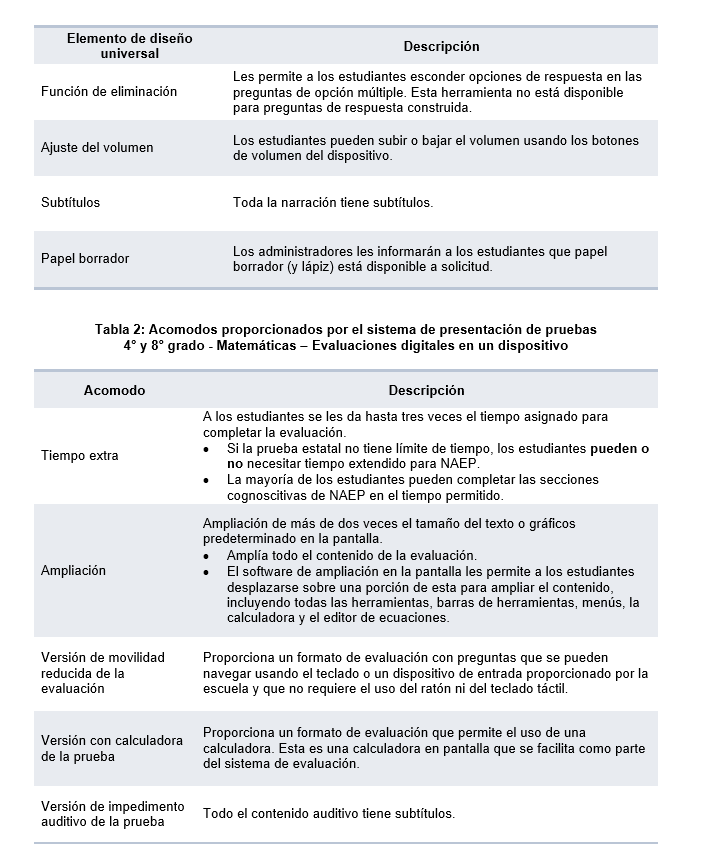 Elemento de diseño
universal
Descripción
Función de eliminación
Les permite a los estudiantes esconder opciones de respuesta en las
preguntas de opción múltiple. Esta herramienta no está disponible
para preguntas de respuesta construida.
Ajuste del volumen
Los estudiantes pueden subir o bajar el volumen usando los botones
de volumen del dispositivo.
Subtítulos
Toda la narración tiene subtítulos.
Papel borrador
Los administradores les informarán a los estudiantes que papel
borrador (y lápiz) está disponible a solicitud.
Tabla 2: Acomodos proporcionados por el sistema de presentación de pruebas
4° y 8° grado - Matemáticas – Evaluaciones digitales en un dispositivo
Acomodo
Descripción
Tiempo extra
A los estudiantes se les da hasta tres veces el tiempo asignado para
completar la evaluación.
• Si la prueba estatal no tiene límite de tiempo, los estudiantes pueden o
no necesitar tiempo extendido para NAEP.
• La mayoría de los estudiantes pueden completar las secciones
cognoscitivas de NAEP en el tiempo permitido.
Ampliación
Ampliación de más de dos veces el tamaño del texto o gráficos
predeterminado en la pantalla.
• Amplía todo el contenido de la evaluación.
• El software de ampliación en la pantalla les permite a los estudiantes
desplazarse sobre una porción de esta para ampliar el contenido,
incluyendo todas las herramientas, barras de herramientas, menús, la
calculadora y el editor de ecuaciones.
Versión de movilidad
reducida de la
evaluación
Proporciona un formato de evaluación con preguntas que se pueden
navegar usando el teclado o un dispositivo de entrada proporcionado por la
escuela y que no requiere el uso del ratón ni del teclado táctil.
Versión con calculadora
de la prueba
Proporciona un formato de evaluación que permite el uso de una
calculadora. Esta es una calculadora en pantalla que se facilita como parte
del sistema de evaluación.
Versión de impedimento
auditivo de la prueba
Todo el contenido auditivo tiene subtítulos.